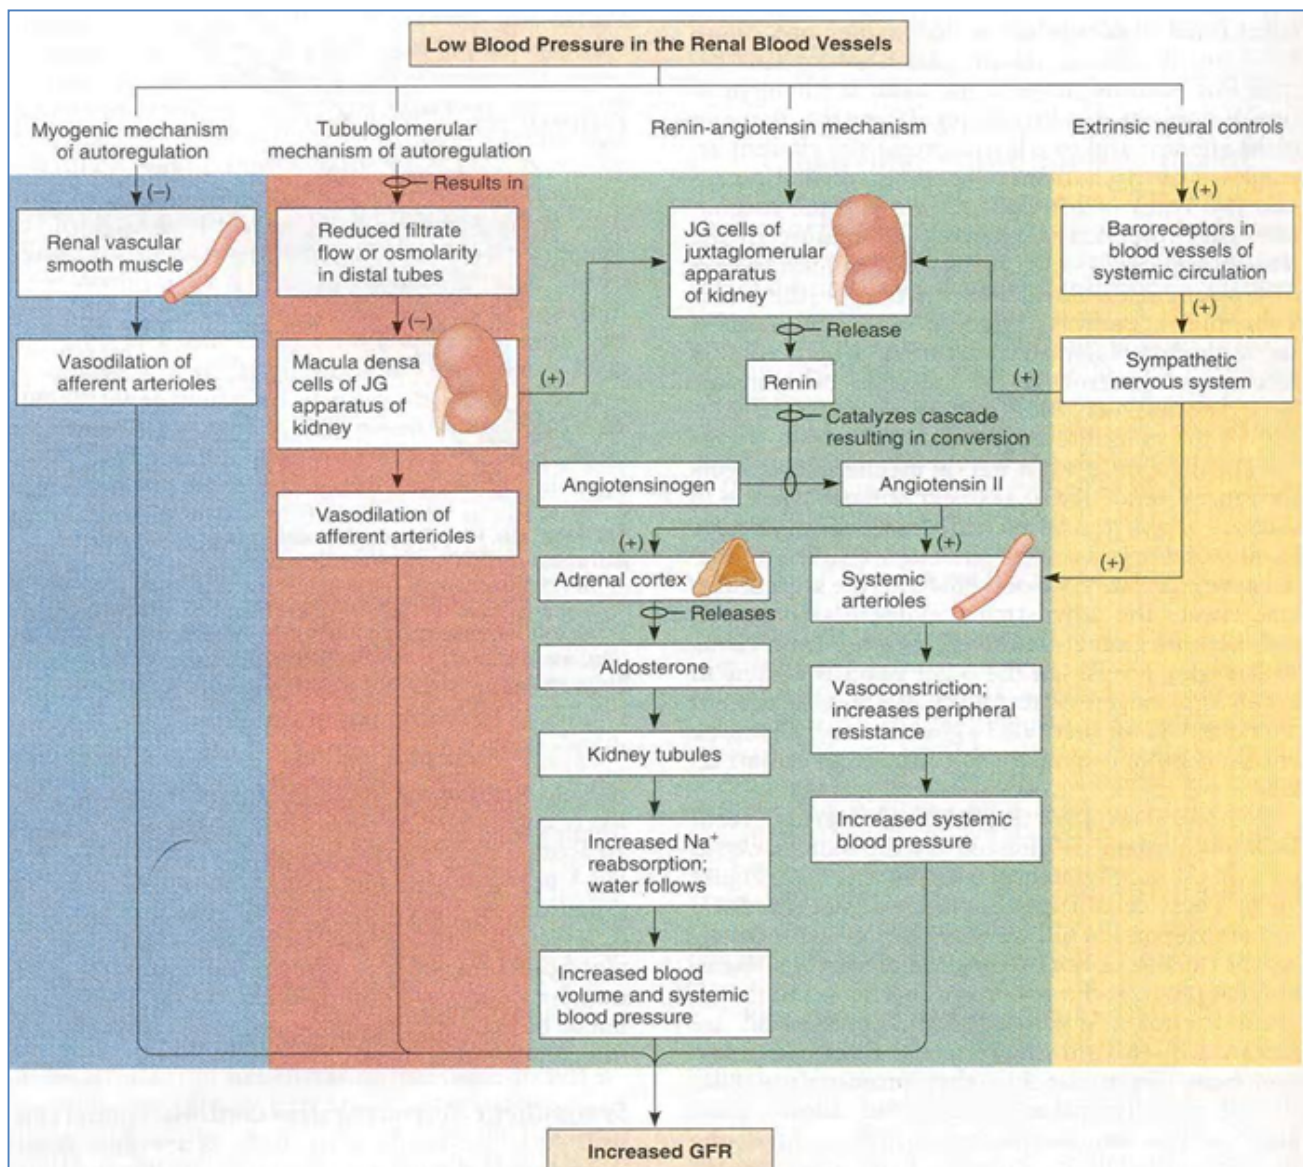 Low Blood Pressure in the Renal Blood Vessels
Myogenic mechanism
of autoregulation
Tubuloglomerular
mechanism of autoregulation
Renin-angiotensin mechanism
Extrinsic neural controls
(–)
Results in
(+)
Renal vascular
smooth muscle
Reduced filtrate
flow or osmolarity
in distal tubes
JG cells of
juxtaglomerular
apparatus
of kidney
Baroreceptors in
blood vessels of
systemic circulation
(–)
Release
(+)
Vasodilation of
afferent arterioles
Macula densa
cells of JG
apparatus of
kidney
(+)
Renin
(+)
Sympathetic
nervous system
Catalyzes cascade
resulting in conversion
Angiotensinogen
Angiotensin II
Vasodilation of
afferent arterioles
(+)
(+)
(+)
Adrenal cortex
Systemic
arterioles
Releases
Aldosterone
Vasoconstriction;
increases peripheral
resistance
Kidney tubules
Increased Na⁺
reabsorption;
water follows
Increased systemic
blood pressure
Increased blood
volume and systemic
blood pressure
Increased GFR